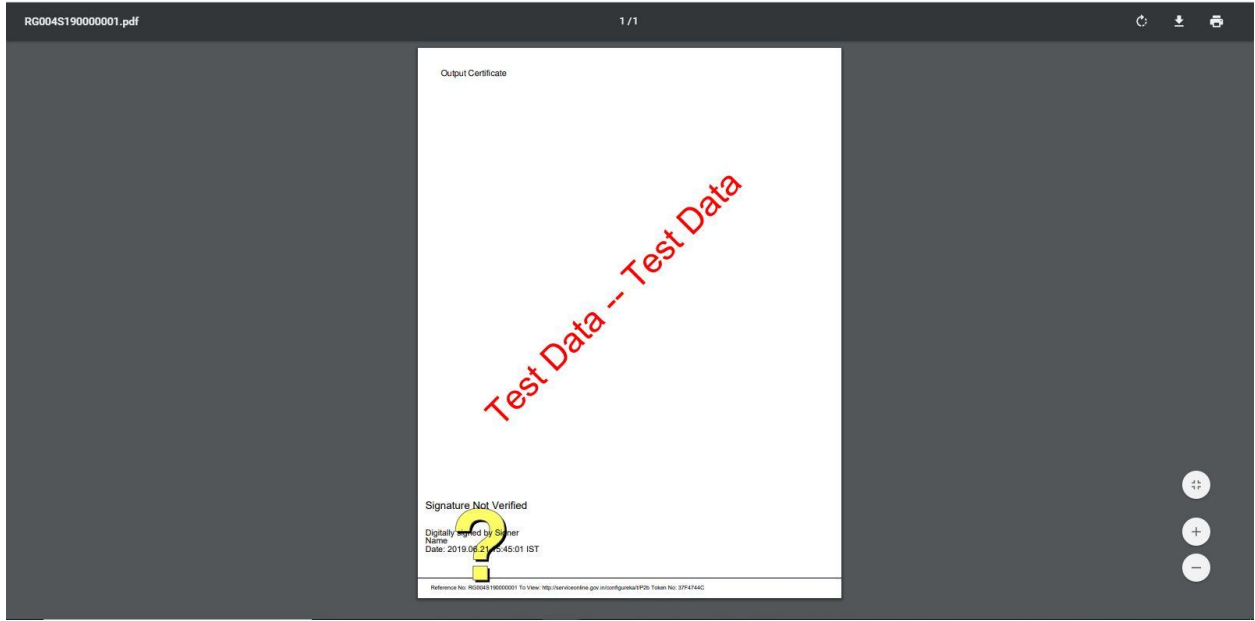 RG004S190000001.pdf
1 / 1
Output Certificate
Test Data -- Test Data
Signature Not Verified
Digitally signed by Signer
Name
Date: 2019.06.21 15:45:01 IST
Reference No: RG004S190000001 To View: http://serviceonline.gov.in/configureka/t/P2b Token No: 37F4744C